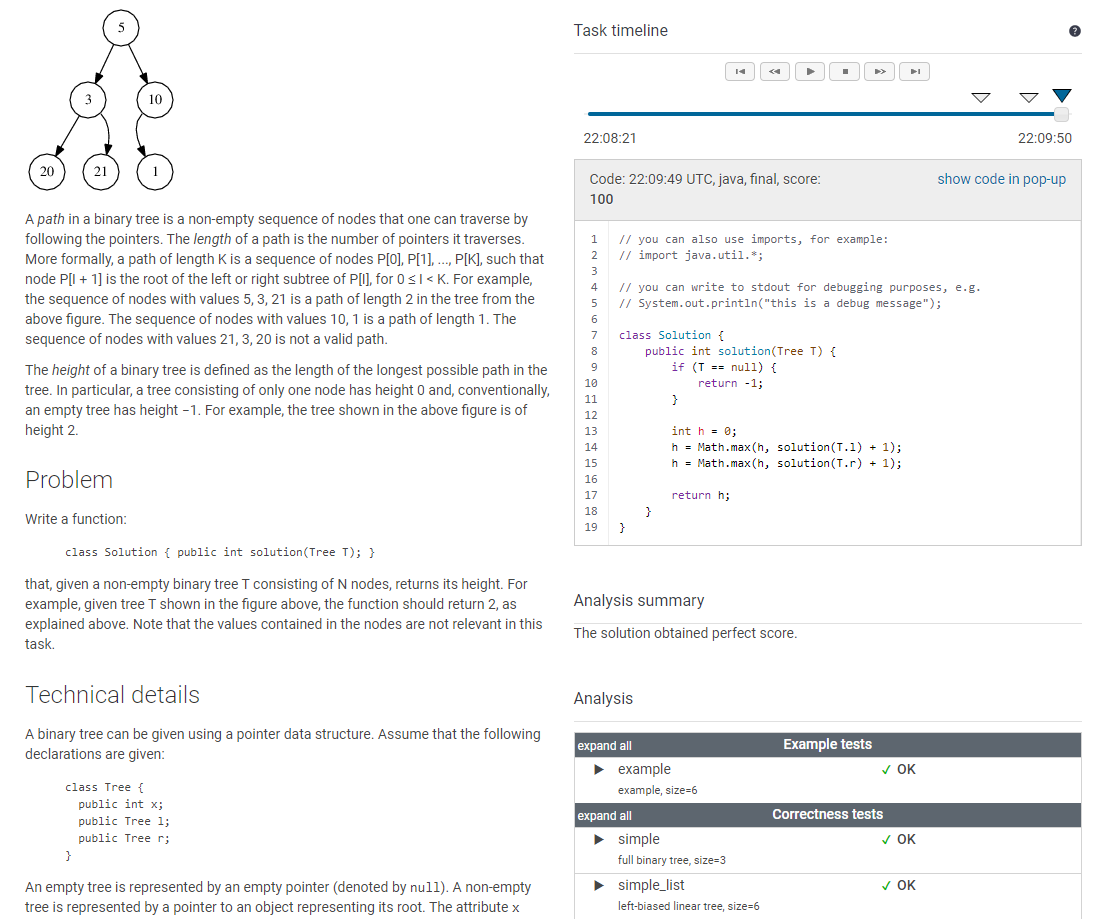 5
3
10
20
21
1
A path in a binary tree is a non-empty sequence of nodes that one can traverse by
following the pointers. The length of a path is the number of pointers it traverses.
More formally, a path of length K is a sequence of nodes P[0], P[1], ..., P[K], such that
node P[I + 1] is the root of the left or right subtree of P[I], for 0 ≤ I < K. For example,
the sequence of nodes with values 5, 3, 21 is a path of length 2 in the tree from the
above figure. The sequence of nodes with values 10, 1 is a path of length 1. The
sequence of nodes with values 21, 3, 20 is not a valid path.
The height of a binary tree is defined as the length of the longest possible path in the
tree. In particular, a tree consisting of only one node has height 0 and, conventionally,
an empty tree has height −1. For example, the tree shown in the above figure is of
height 2.
Problem
Write a function:
class Solution { public int solution(Tree T); }
that, given a non-empty binary tree T consisting of N nodes, returns its height. For
example, given tree T shown in the figure above, the function should return 2, as
explained above. Note that the values contained in the nodes are not relevant in this
task.
Technical details
A binary tree can be given using a pointer data structure. Assume that the following
declarations are given:
class Tree {
public int x;
public Tree l;
public Tree r;
}
An empty tree is represented by an empty pointer (denoted by null). A non-empty
tree is represented by a pointer to an object representing its root. The attribute x
Task timeline
?
22:08:21
22:09:50
Code: 22:09:49 UTC, java, final, score:
100
show code in pop-up
1 // you can also use imports, for example:
2 // import java.util.*;
3
4 // you can write to stdout for debugging purposes, e.g.
5 // System.out.println("this is a debug message");
6
7 class Solution {
8 public int solution(Tree T) {
9 if (T == null) {
10 return -1;
11 }
12
13 int h = 0;
14 h = Math.max(h, solution(T.l) + 1);
15 h = Math.max(h, solution(T.r) + 1);
16
17 return h;
18 }
19 }
Analysis summary
The solution obtained perfect score.
Analysis
expand all Example tests
example ✓ OK
example, size=6
expand all Correctness tests
simple ✓ OK
full binary tree, size=3
simple_list ✓ OK
left-biased linear tree, size=6